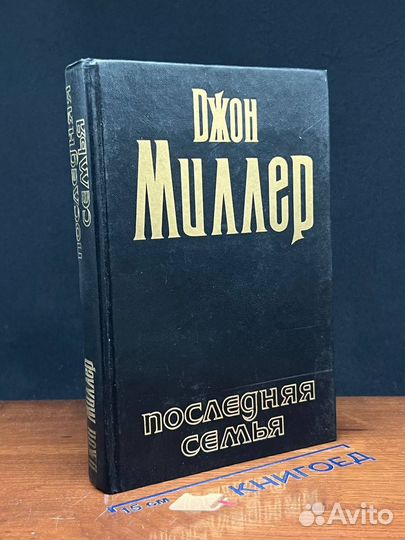 Джон
Миллер
последняя
семья
последняя
семья
Джон Миллер
15 см
КНИГОЕД
Avito